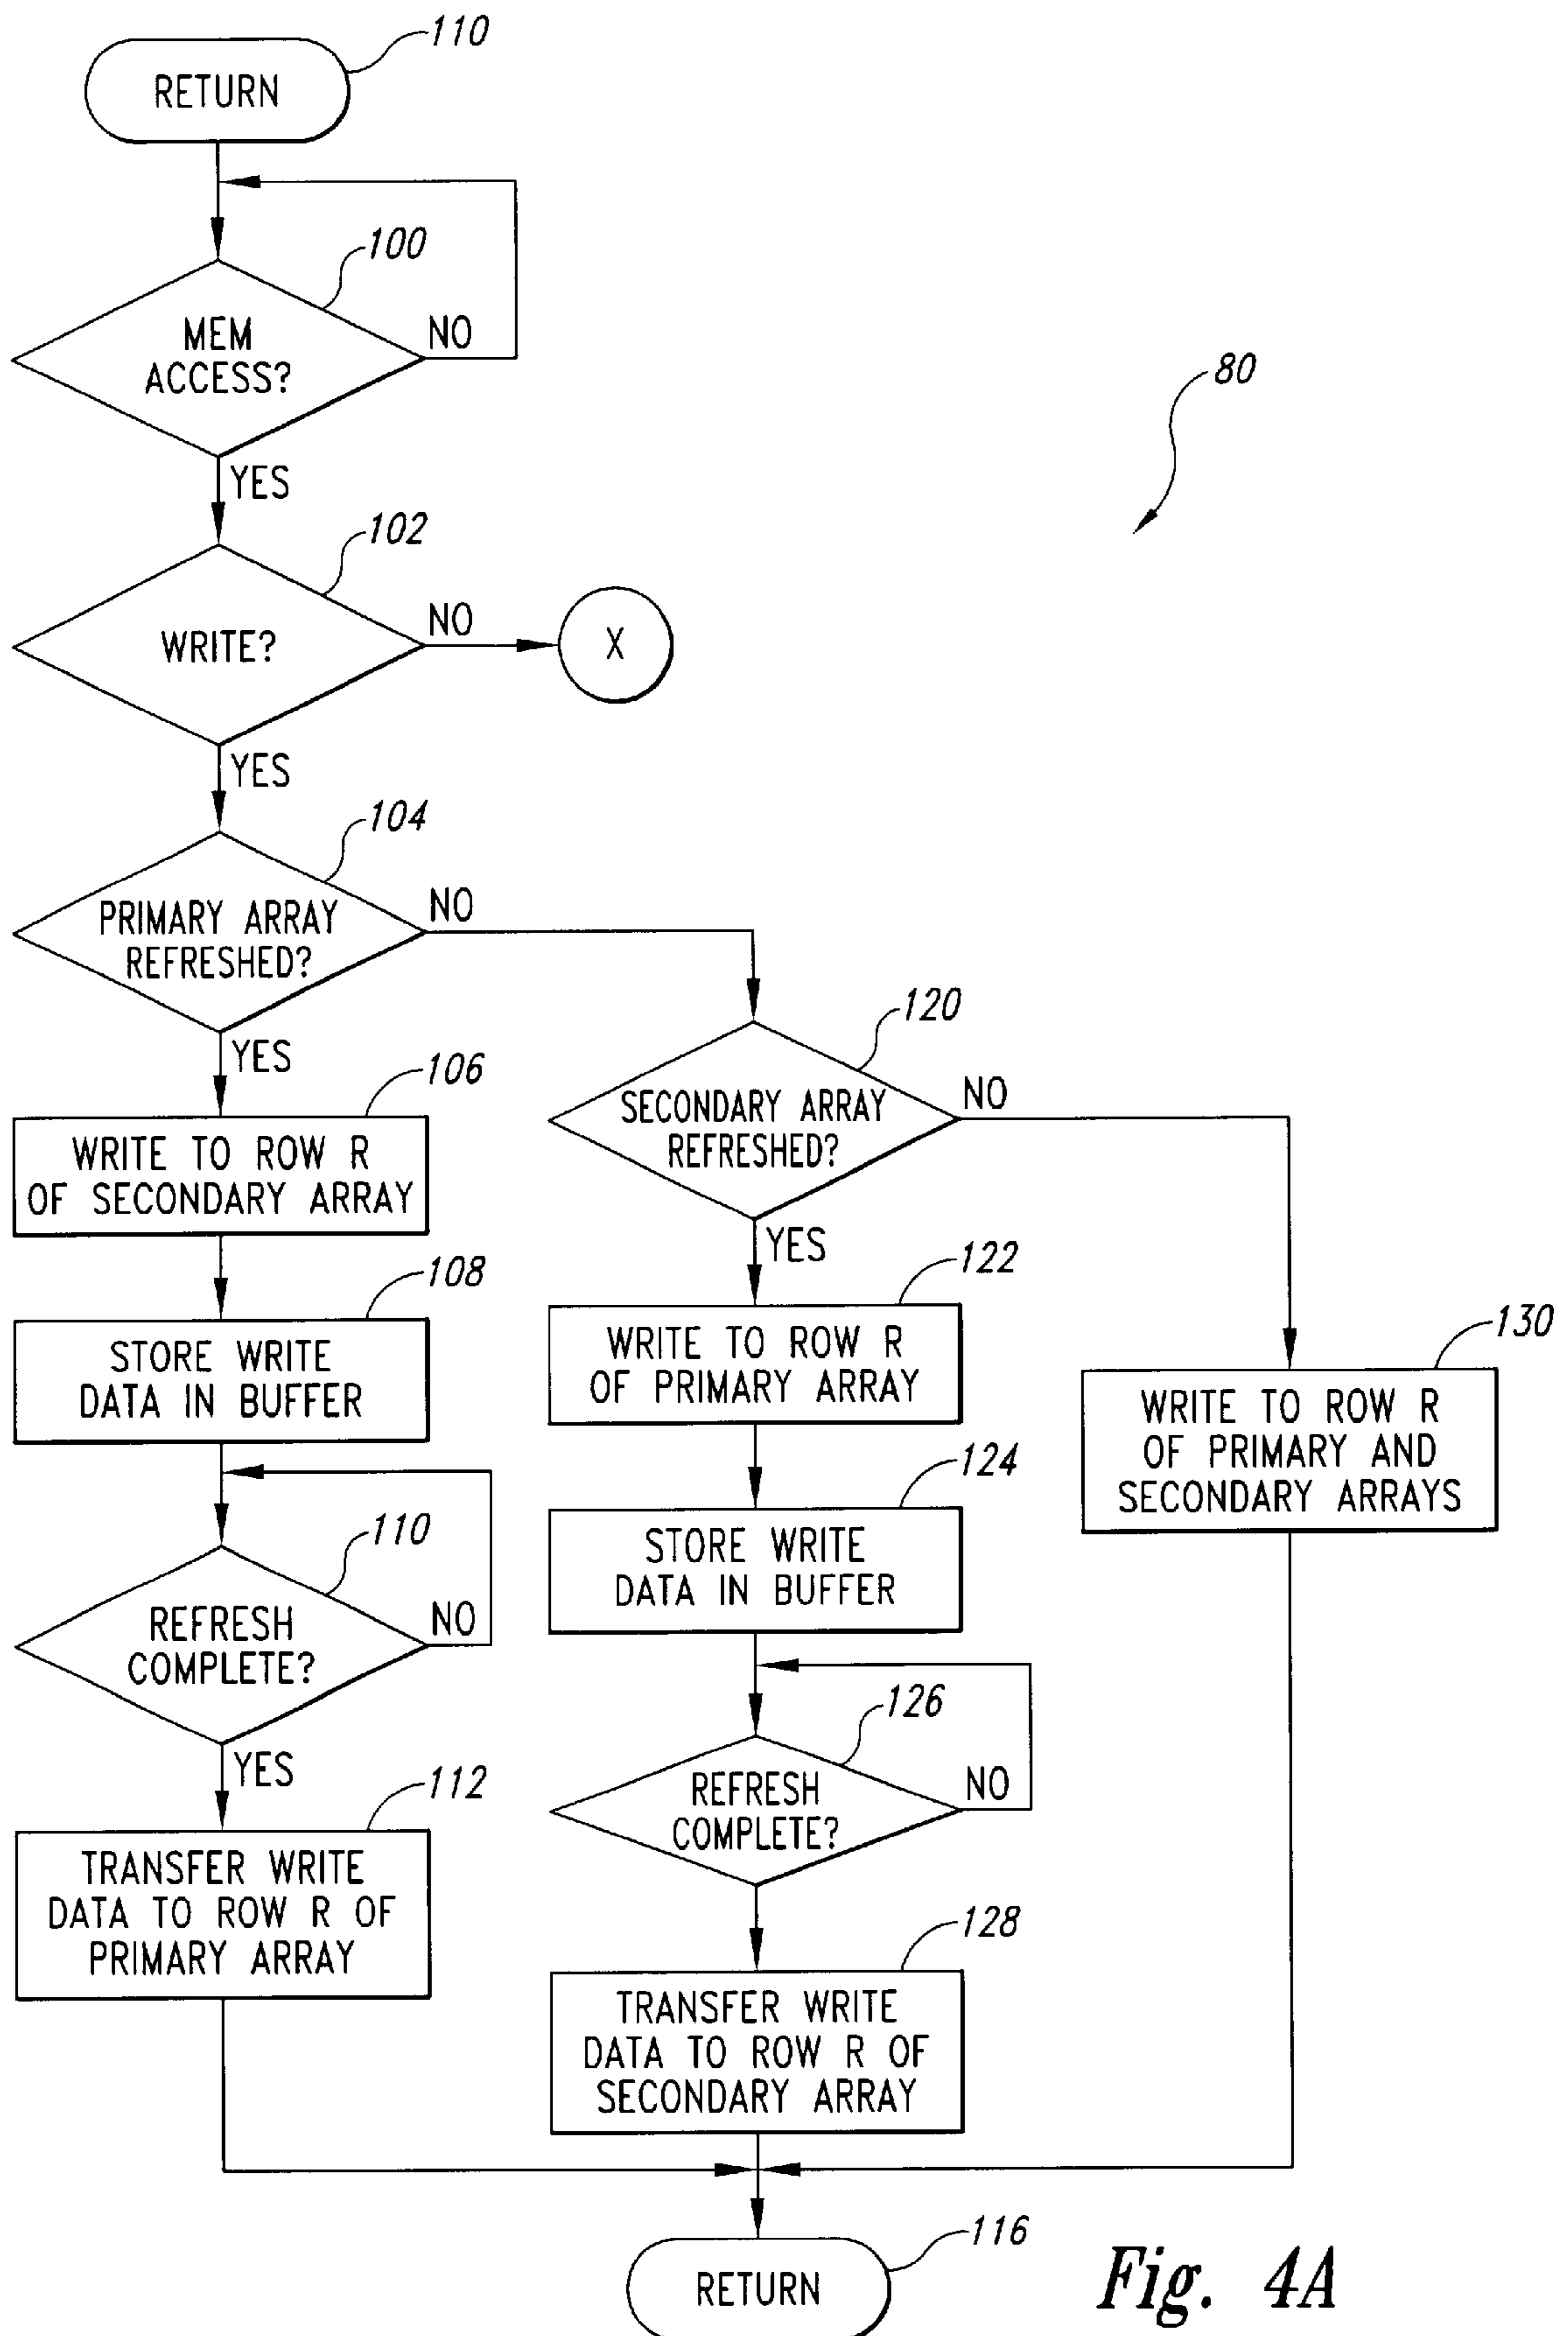 110
RETURN
100
MEM
ACCESS?
NO
80
YES
102
WRITE?
NO
X
YES
104
PRIMARY ARRAY
REFRESHED?
NO
YES
120
SECONDARY ARRAY
REFRESHED?
NO
106
WRITE TO ROW R
OF SECONDARY ARRAY
YES
108
STORE WRITE
DATA IN BUFFER
122
WRITE TO ROW R
OF PRIMARY ARRAY
130
WRITE TO ROW R
OF PRIMARY AND
SECONDARY ARRAYS
124
STORE WRITE
DATA IN BUFFER
110
REFRESH
COMPLETE?
NO
YES
126
REFRESH
COMPLETE?
NO
112
TRANSFER WRITE
DATA TO ROW R OF
PRIMARY ARRAY
128
TRANSFER WRITE
DATA TO ROW R OF
SECONDARY ARRAY
116
RETURN
Fig. 4A